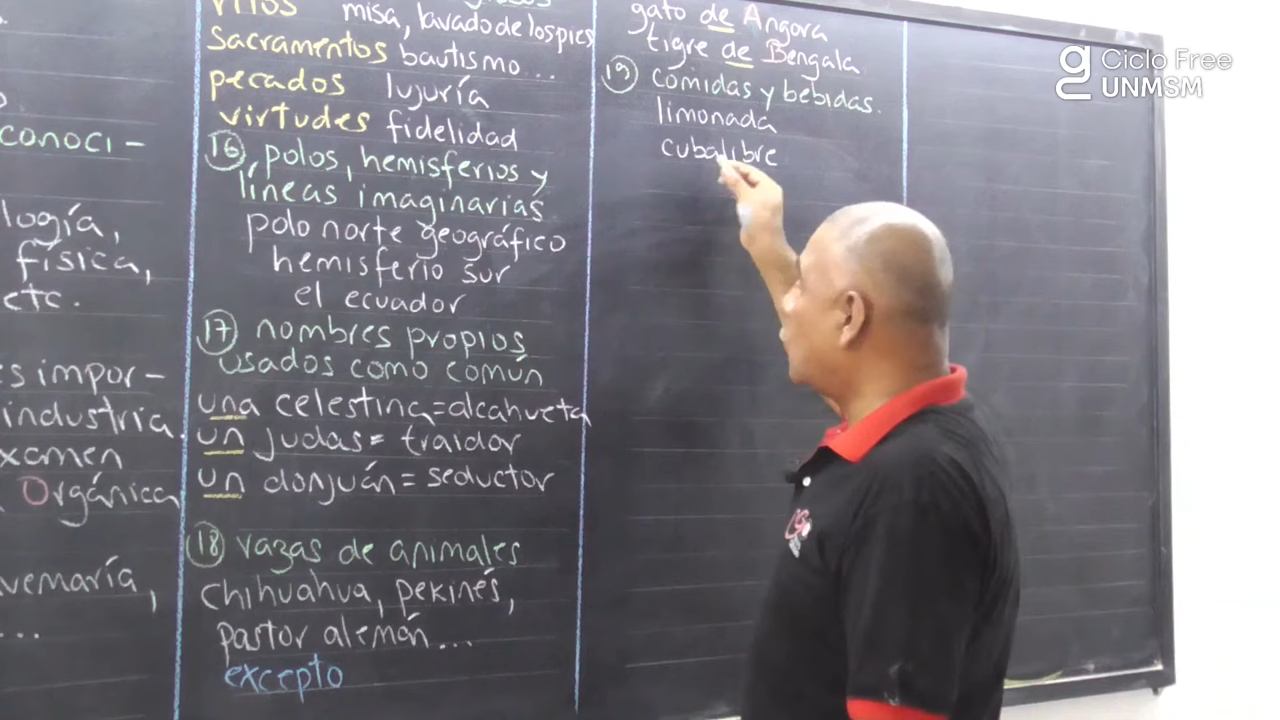 conoci-
logía,
física,
etc.
es impor-
industria.
xamen
Orgánica
vemaría,
...
ritos misa, lavado de los pies
Sacramentos bautismo...
pecados lujuría
virtudes fidelidad
16 polos, hemisferios y
líneas imaginarias
polo norte geográfico
hemisferio sur
el ecuador
17 nombres propios
usados como común
una celestina=alcahueta
un judas= traidor
un donjuán= seductor
18 razas de animales
chihuahua, pekinés,
pastor alemán...
excepto
gato de Angora
tigre de Bengala
19 comidas y bebidas.
limonada
cubalibre
Ciclo Free
UNMSM